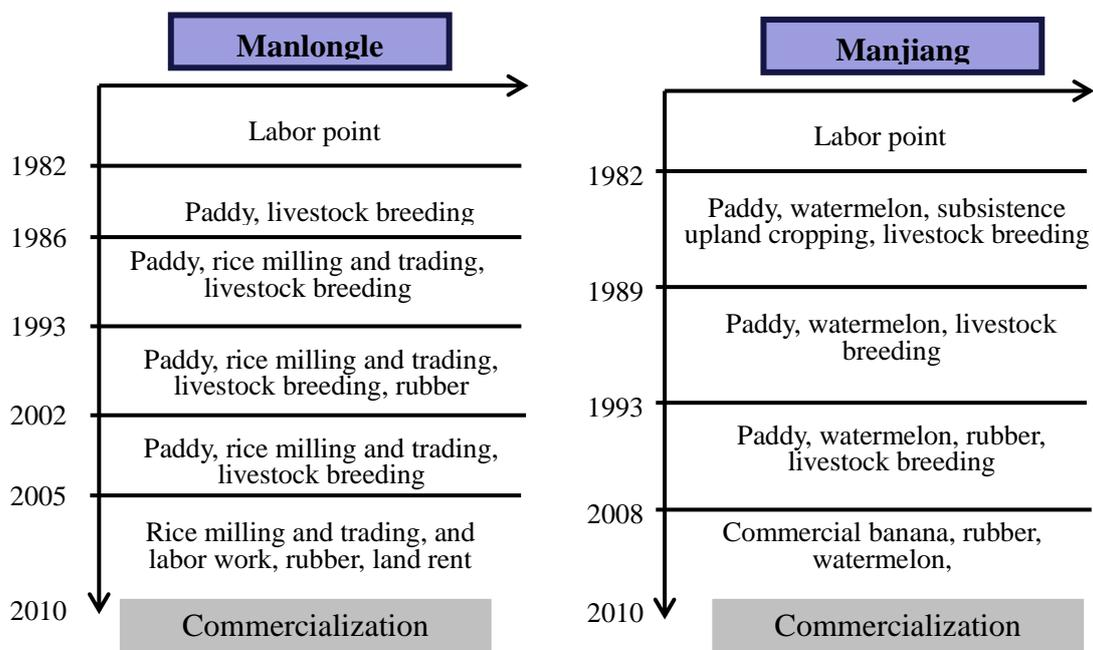 Manlongle
Labor point
1982
Paddy, livestock breeding
1986
Paddy, rice milling and trading,
livestock breeding
1993
Paddy, rice milling and trading,
livestock breeding, rubber
2002
Paddy, rice milling and trading,
livestock breeding
2005
Rice milling and trading, and
labor work, rubber, land rent
2010
Commercialization
Manjiang
Labor point
1982
Paddy, watermelon, subsistence
upland cropping, livestock breeding
1989
Paddy, watermelon, livestock
breeding
1993
Paddy, watermelon, rubber,
livestock breeding
2008
Commercial banana, rubber,
watermelon,
2010
Commercialization